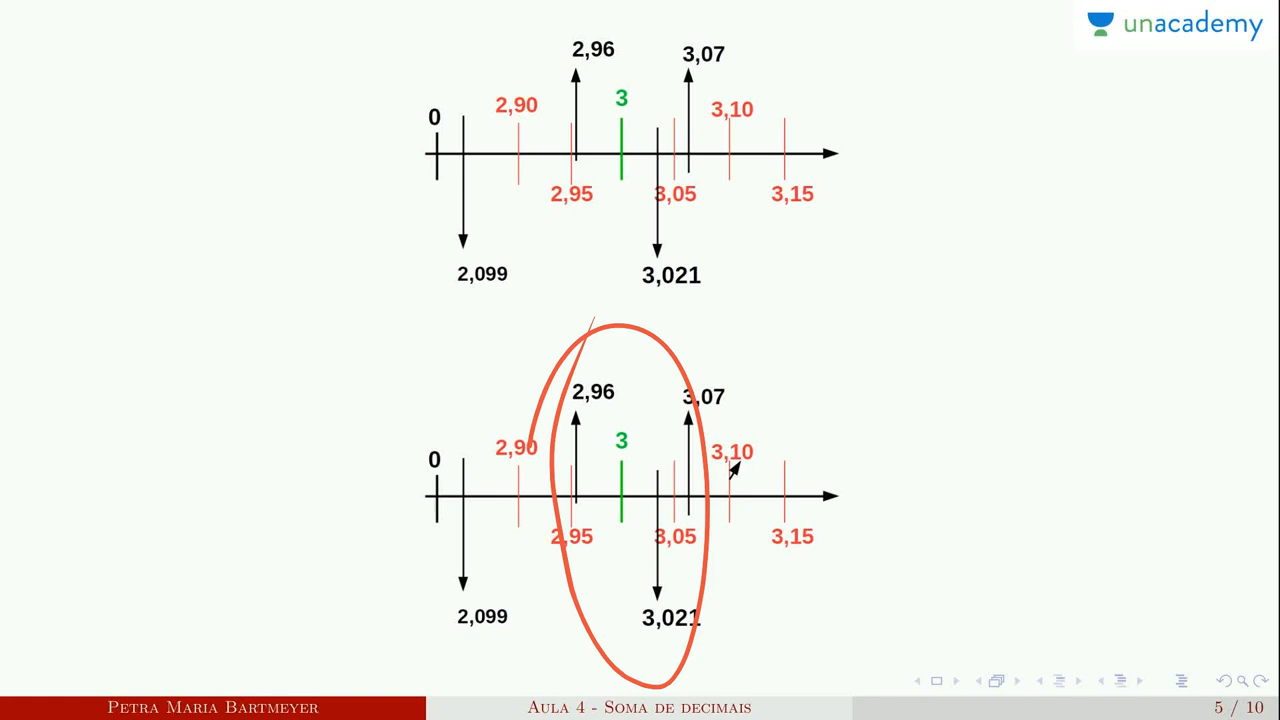 unacademy
2,96 3,07
3
2,90 3,10
0
2,95 3,05 3,15
2,099 3,021
2,96 3,07
3
2,90 3,10
0
2,95 3,05 3,15
2,099 3,021
Petra Maria Bartmeyer Aula 4 - Soma de decimais 5 / 10